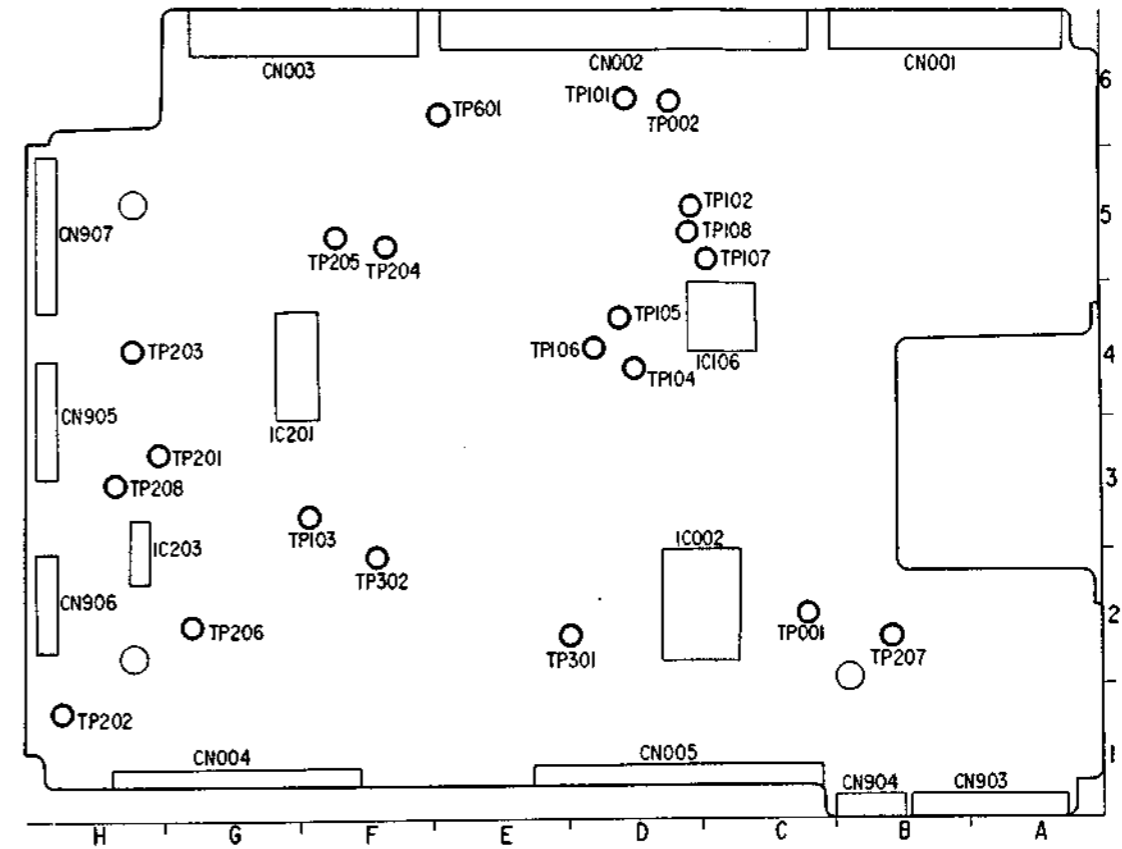 CN003
CN002
CN001
6
TP601
TP101
TP002
CN907
TP102
5
TP108
TP205
TP204
TP107
TP105
TP203
TP106
IC106
4
TP104
CN905
IC201
TP201
TP208
3
IC203
TP103
IC002
TP302
CN906
TP206
TP301
TP001
TP207
2
TP202
CN004
CN005
1
CN904
CN903
H G F E D C B A